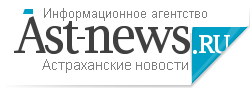 Информационное агентство
Ast-news.RU
Астраханские новости